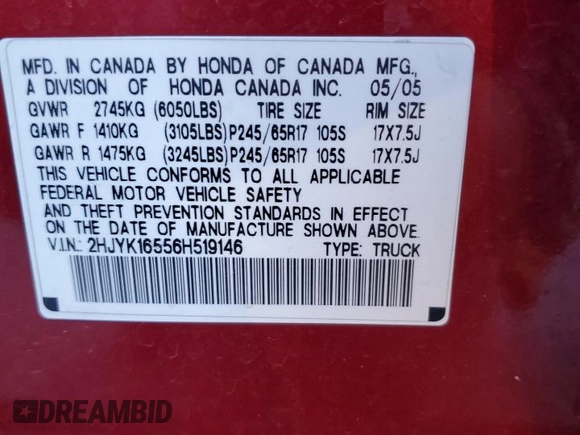 MFD. IN CANADA BY HONDA OF CANADA MFG.,
A DIVISION OF HONDA CANADA INC. 05/05
GVWR 2745KG (6050LBS) TIRE SIZE RIM SIZE
GAWR F 1410KG (3105LBS)P245/65R17 105S 17X7.5J
GAWR R 1475KG (3245LBS)P245/65R17 105S 17X7.5J
THIS VEHICLE CONFORMS TO ALL APPLICABLE
FEDERAL MOTOR VEHICLE SAFETY
AND THEFT PREVENTION STANDARDS IN EFFECT
ON THE DATE OF MANUFACTURE SHOWN ABOVE.
V.I.N.: 2HJYK16556H519146 TYPE: TRUCK
DREAMBID